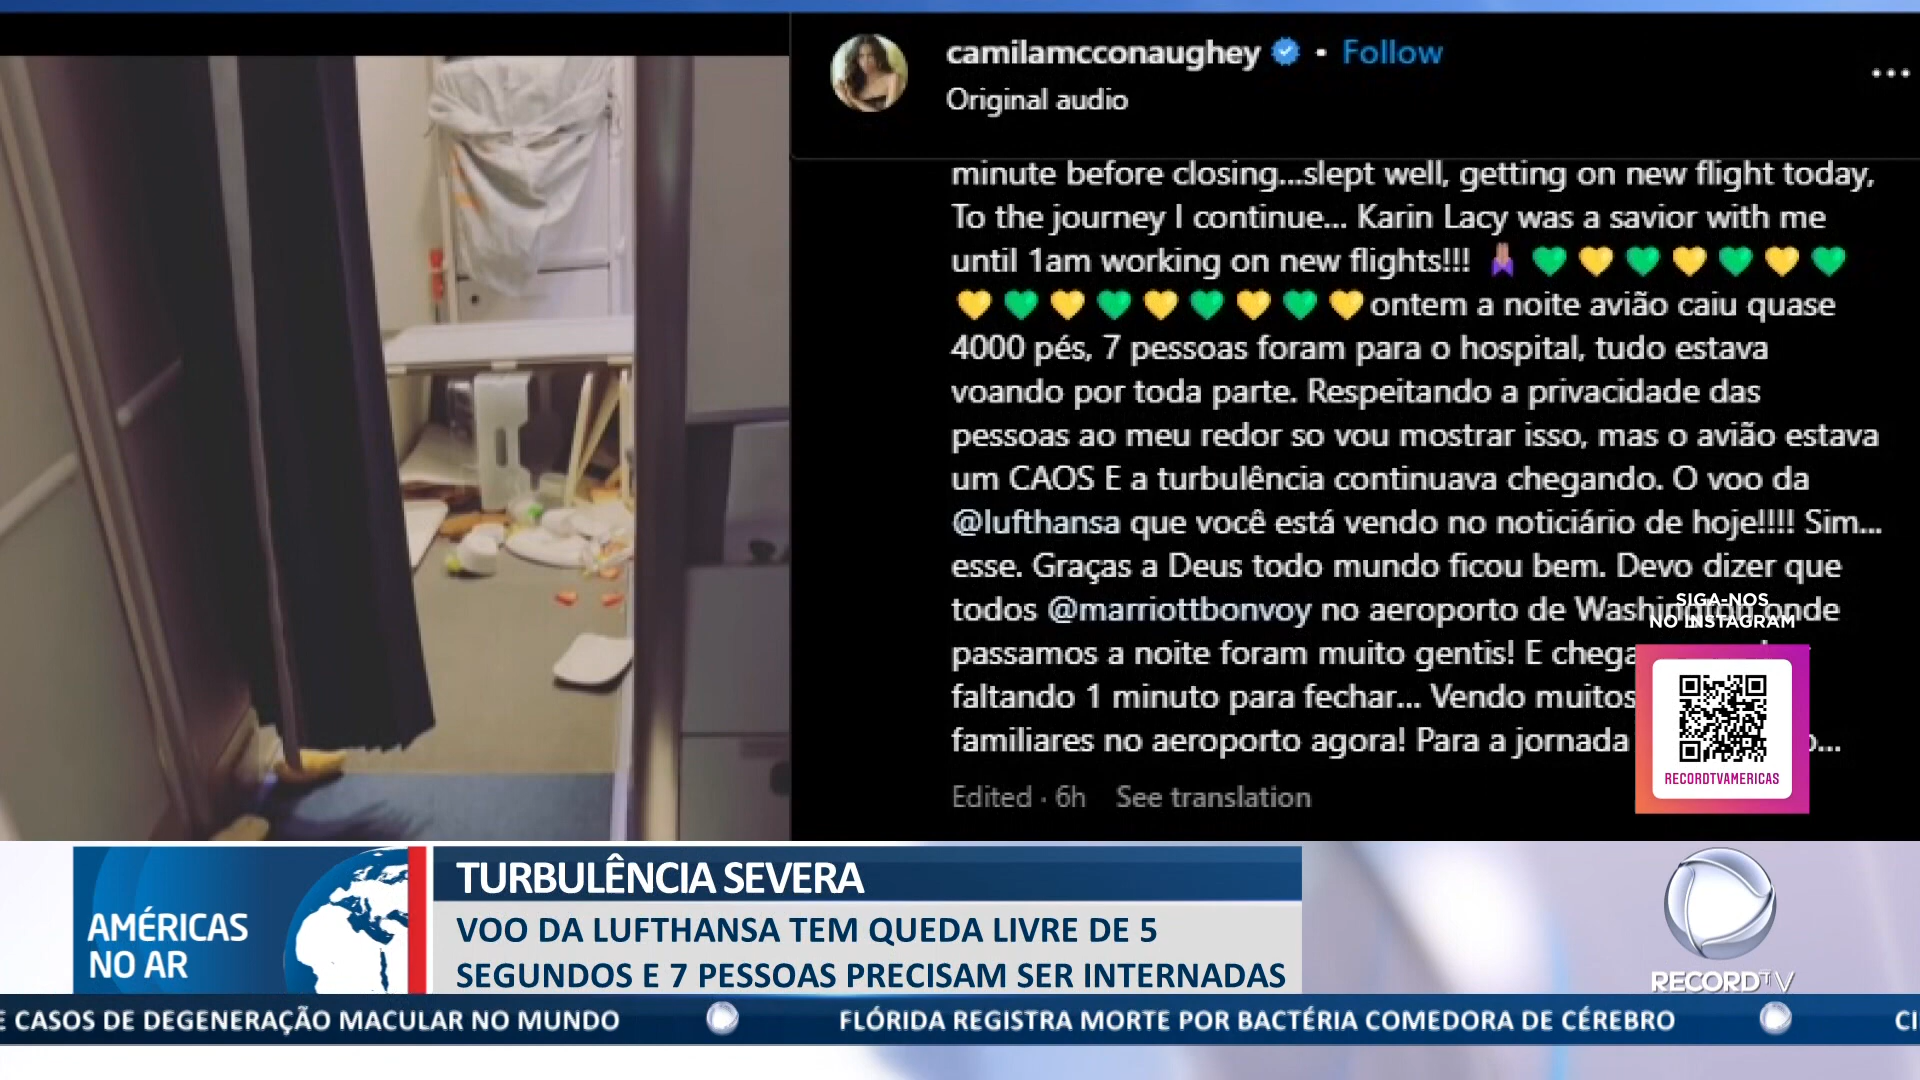 camilamcconaughey • Follow
Original audio
minute before closing...slept well, getting on new flight today,
To the journey I continue... Karin Lacy was a savior with me
until 1am working on new flights!!!
ontem a noite avião caiu quase
4000 pés, 7 pessoas foram para o hospital, tudo estava
voando por toda parte. Respeitando a privacidade das
pessoas ao meu redor so vou mostrar isso, mas o avião estava
um CAOS E a turbulência continuava chegando. O voo da
@lufthansa que você está vendo no noticiário de hoje!!!! Sim...
esse. Graças a Deus todo mundo ficou bem. Devo dizer que
todos @marriottbonvoy no aeroporto de Washington onde
passamos a noite foram muito gentis! E
faltando 1 minuto para fechar... Vendo muitos
familiares no aeroporto agora! Para a jornada
Edited · 6h See translation
SIGA-NOS
NO INSTAGRAM
RECORDTVAMERICAS
TURBULÊNCIA SEVERA
VOO DA LUFTHANSA TEM QUEDA LIVRE DE 5
SEGUNDOS E 7 PESSOAS PRECISAM SER INTERNADAS
AMÉRICAS
NO AR
RECORDTV
CASOS DE DEGENERAÇÃO MACULAR NO MUNDO FLÓRIDA REGISTRA MORTE POR BACTÉRIA COMEDORA DE CÉREBRO